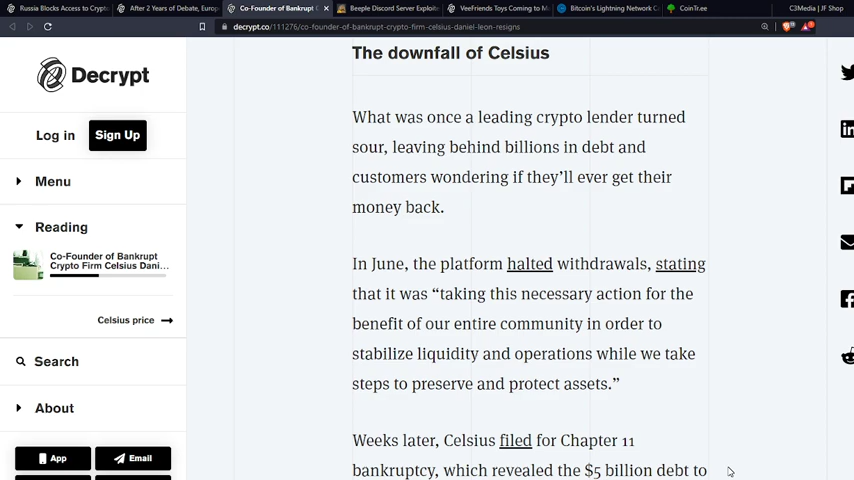 Russia Blocks Access to Crypto
After 2 Years of Debate, Europ
Co-Founder of Bankrupt C
Beeple Discord Server Exploite
VeeFriends Toys Coming to M
Bitcoin's Lightning Network C
CoinTr.ee
C3Media | JF Shop
decrypt.co/111276/co-founder-of-bankrupt-crypto-firm-celsius-daniel-leon-resigns
Decrypt
Log in
Sign Up
Menu
Reading
Co-Founder of Bankrupt
Crypto Firm Celsius Dani...
Celsius price
Search
About
App
Email
The downfall of Celsius
What was once a leading crypto lender turned
sour, leaving behind billions in debt and
customers wondering if they’ll ever get their
money back.
In June, the platform halted withdrawals, stating
that it was “taking this necessary action for the
benefit of our entire community in order to
stabilize liquidity and operations while we take
steps to preserve and protect assets.”
Weeks later, Celsius filed for Chapter 11
bankruptcy, which revealed the $5 billion debt to